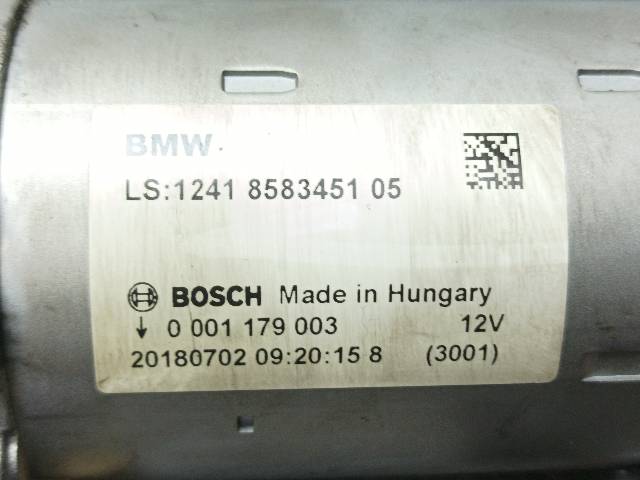 BMW
LS:1241 8583451 05
BOSCH Made in Hungary
↓ 0 001 179 003 12V
20180702 09:20:15 8 (3001)